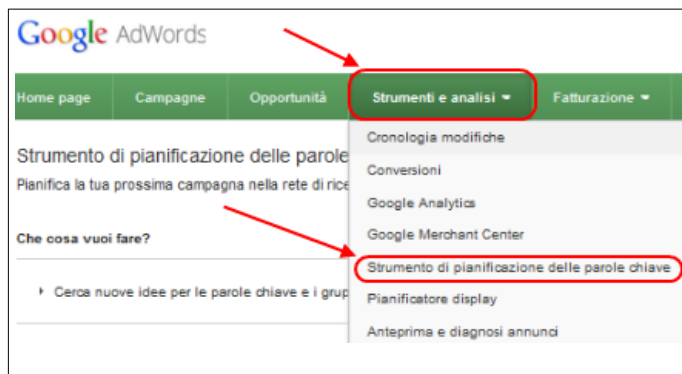 Google AdWords
Home page Campagne Opportunità Strumenti e analisi Fatturazione
Strumento di pianificazione delle parole
Pianifica la tua prossima campagna nella rete di rice
Che cosa vuoi fare?
Cerca nuove idee per le parole chiave e i grup
Cronologia modifiche
Conversioni
Google Analytics
Google Merchant Center
Strumento di pianificazione delle parole chiave
Pianificatore display
Anteprima e diagnosi annunci